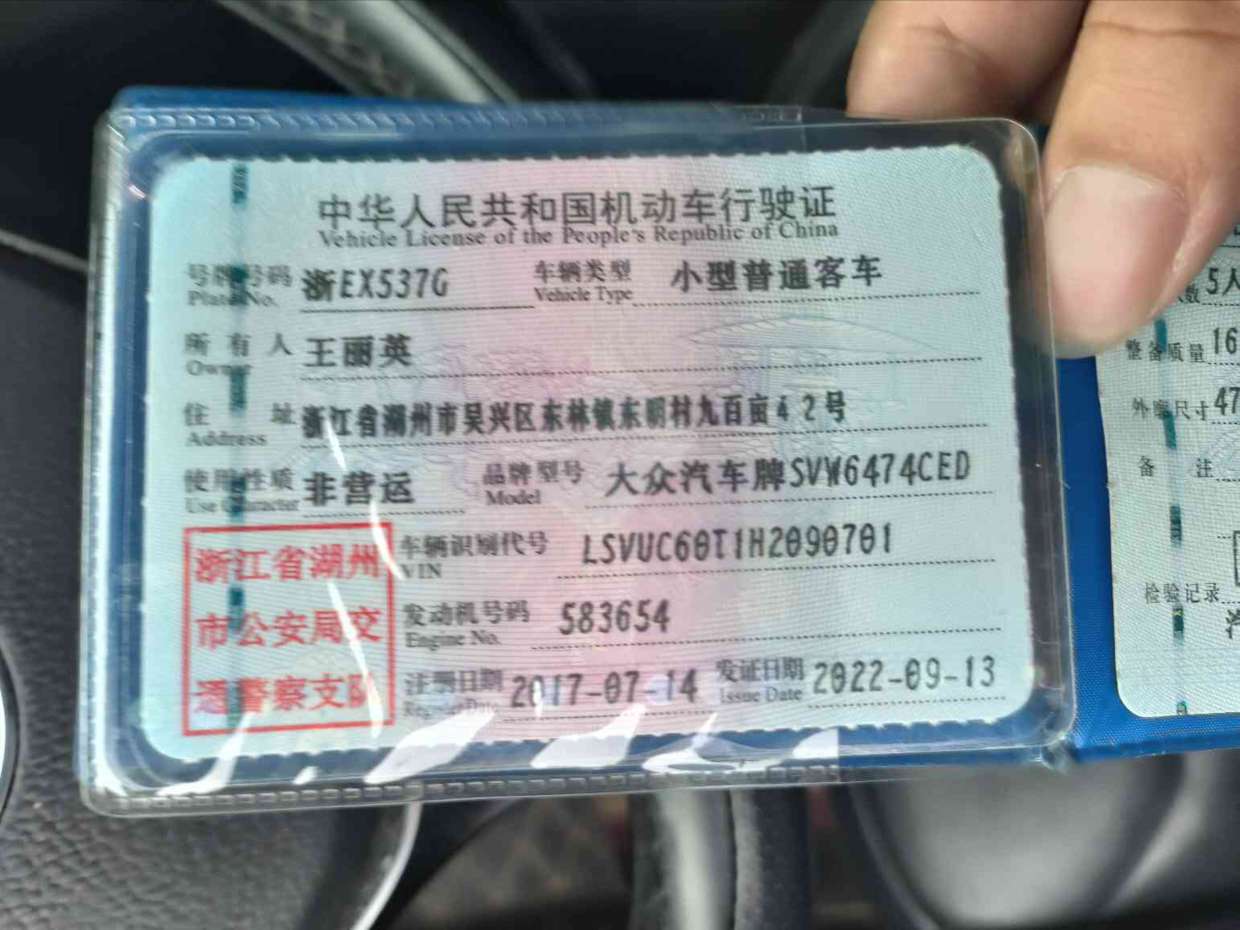 中华人民共和国机动车行驶证
Vehicle License of the People's Republic of China
号牌号码 浙EX537G 车辆类型 小型普通客车
Plate No. Vehicle Type
所有人 王丽英
Owner
住址 浙江省湖州市吴兴区东林镇东明村九百亩42号
Address
使用性质 非营运 品牌型号 大众汽车牌SVW6474CED
Use Character Model
浙江省湖州
市公安局交
通警察支队
车辆识别代号 LSVUC60T1H2090701
VIN
发动机号码 583654
Engine No.
注册日期 2017-07-14 发证日期 2022-09-13
Register Date Issue Date
数 5人
整备质量 16
外廓尺寸 47
备注
检验记录